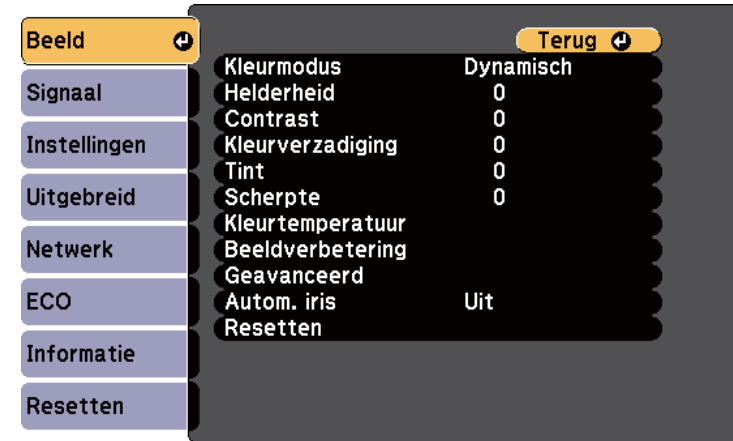 Beeld
Signaal
Instellingen
Uitgebreid
Netwerk
ECO
Informatie
Resetten
Terug
Kleurmodus Dynamisch
Helderheid 0
Contrast 0
Kleurverzadiging 0
Tint 0
Scherpte 0
Kleurtemperatuur
Beeldverbetering
Geavanceerd
Autom. iris Uit
Resetten